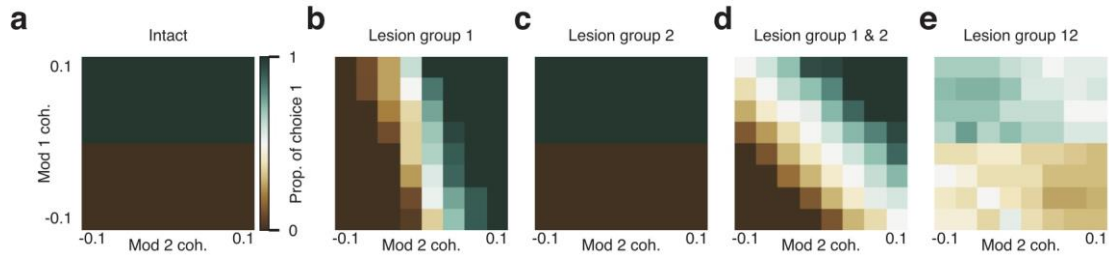 a
Intact
0.1
Mod 1 coh.
-0.1
-0.1
0.1
Mod 2 coh.
1
Prop. of choice 1
0
b
Lesion group 1
-0.1
0.1
Mod 2 coh.
c
Lesion group 2
-0.1
0.1
Mod 2 coh.
d
Lesion group 1 & 2
-0.1
0.1
Mod 2 coh.
e
Lesion group 12
-0.1
0.1
Mod 2 coh.